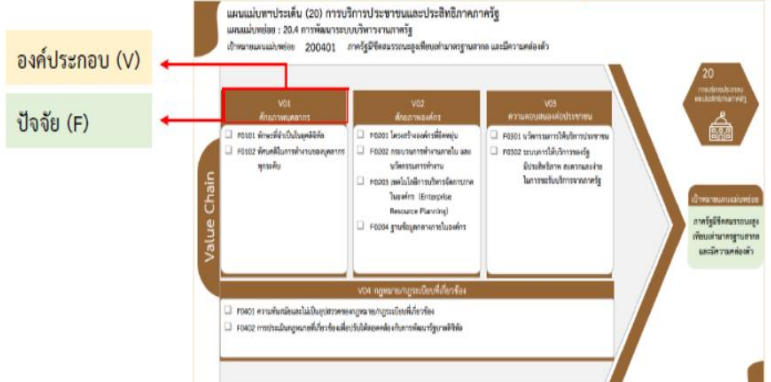 แผนแม่บทฯประเด็น (20) การบริการประชาชนและประสิทธิภาพภาครัฐ
แผนแม่บทย่อย : 20.4 การพัฒนาระบบบริหารงานภาครัฐ
เป้าหมายแผนแม่บทย่อย 200401 ภาครัฐมีขีดสมรรถนะสูงเทียบเท่ามาตรฐานสากล และมีความคล่องตัว
องค์ประกอบ (V)
ปัจจัย (F)
Value Chain
V01
ศักยภาพบุคลากร
F0101 ทักษะที่จำเป็นในยุคดิจิทัล
F0102 ทัศนคติในการทำงานของบุคลากร
ทุกระดับ
V02
ศักยภาพองค์กร
F0201 โครงสร้างองค์กรที่ยืดหยุ่น
F0202 กระบวนการทำงานภายใน และ
นวัตกรรมการทำงาน
F0203 เทคโนโลยีการบริหารจัดการภาค
ในองค์กร (Enterprise
Resource Planning)
F0204 ฐานข้อมูลกลางภายในองค์กร
V03
ความตอบสนองต่อประชาชน
F0301 นวัตกรรมการให้บริการประชาชน
F0302 ระบบการให้บริการของรัฐ
มีประสิทธิภาพ สะดวกและง่าย
ในการขอรับบริการจากภาครัฐ
V04 กฎหมาย/กฎระเบียบที่เกี่ยวข้อง
F0401 ความทันสมัยและไม่เป็นอุปสรรคของกฎหมาย/กฎระเบียบที่เกี่ยวข้อง
F0402 การประเมินกฎหมายที่เกี่ยวข้องเพื่อปรับให้สอดคล้องกับการพัฒนารัฐบาลดิจิทัล
20
การบริการประชาชน
และประสิทธิภาพภาครัฐ
เป้าหมายแผนแม่บทย่อย
ภาครัฐมีขีดสมรรถนะสูง
เทียบเท่ามาตรฐานสากล
และมีความคล่องตัว